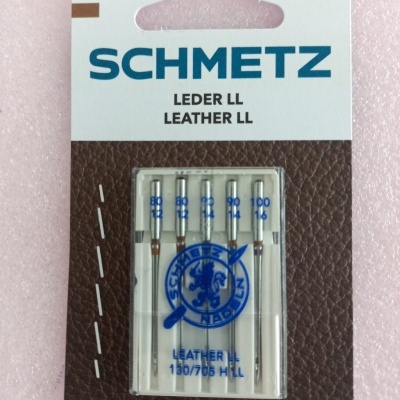 SCHMETZ
LEDER LL
LEATHER LL
80 80 90 90 100
12 12 14 14 16
SCHMETZ
NADELN
LEATHER LL
130/705 H LL